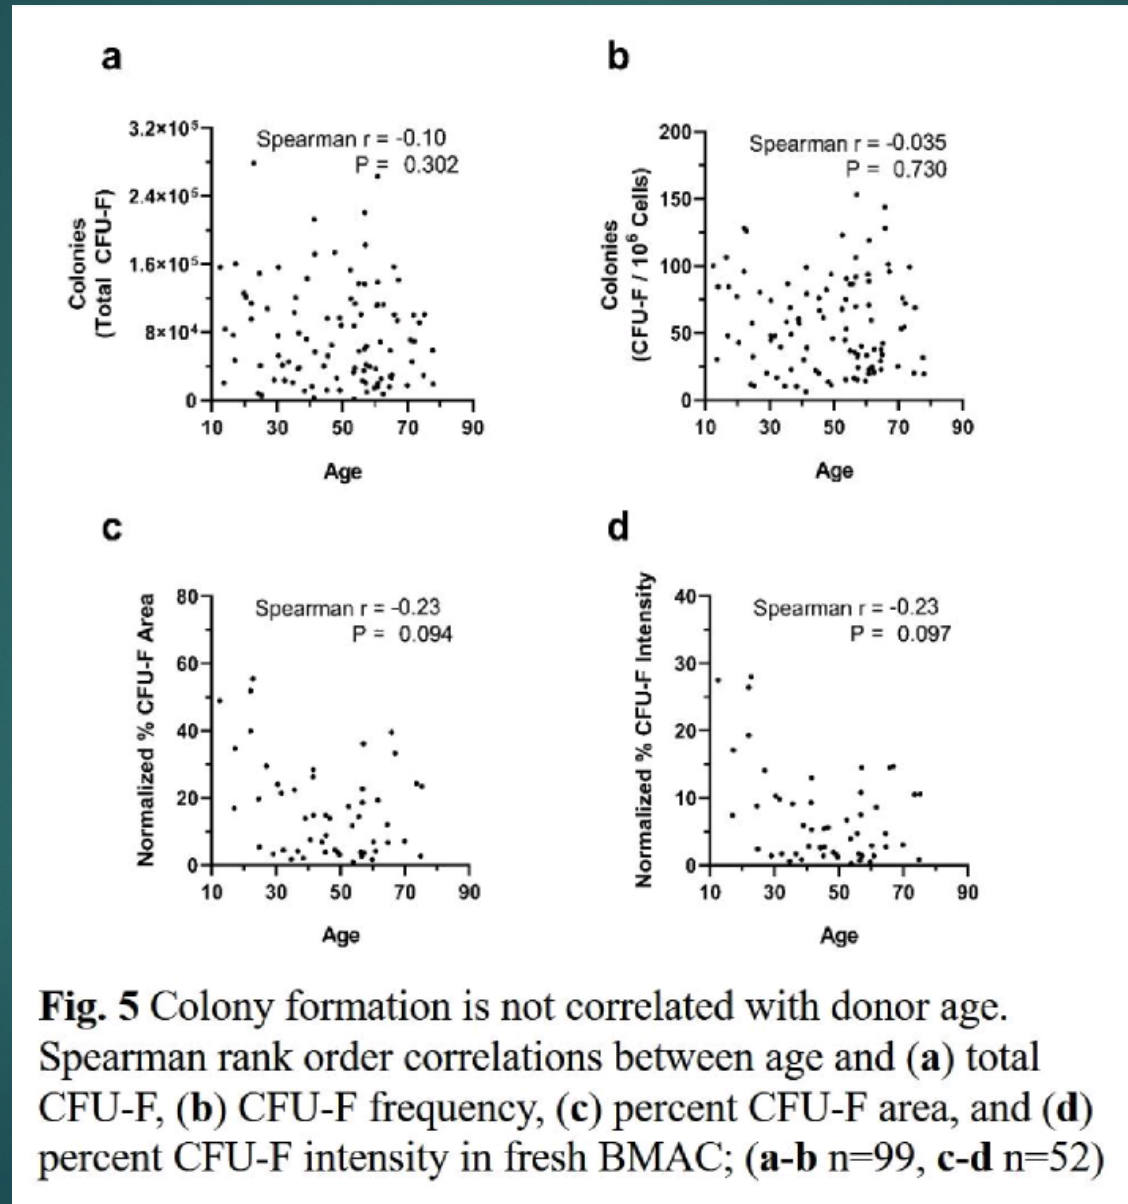 a
Spearman r = -0.10
P = 0.302
Colonies
(Total CFU-F)
3.2×10⁵
2.4×10⁵
1.6×10⁵
8×10⁴
0
10 30 50 70 90
Age
b
Spearman r = -0.035
P = 0.730
Colonies
(CFU-F / 10⁶ Cells)
200
150
100
50
0
10 30 50 70 90
Age
c
Spearman r = -0.23
P = 0.094
Normalized % CFU-F Area
80
60
40
20
0
10 30 50 70 90
Age
d
Spearman r = -0.23
P = 0.097
Normalized % CFU-F Intensity
40
30
20
10
0
10 30 50 70 90
Age
Fig. 5 Colony formation is not correlated with donor age.
Spearman rank order correlations between age and (a) total
CFU-F, (b) CFU-F frequency, (c) percent CFU-F area, and (d)
percent CFU-F intensity in fresh BMAC; (a-b n=99, c-d n=52)